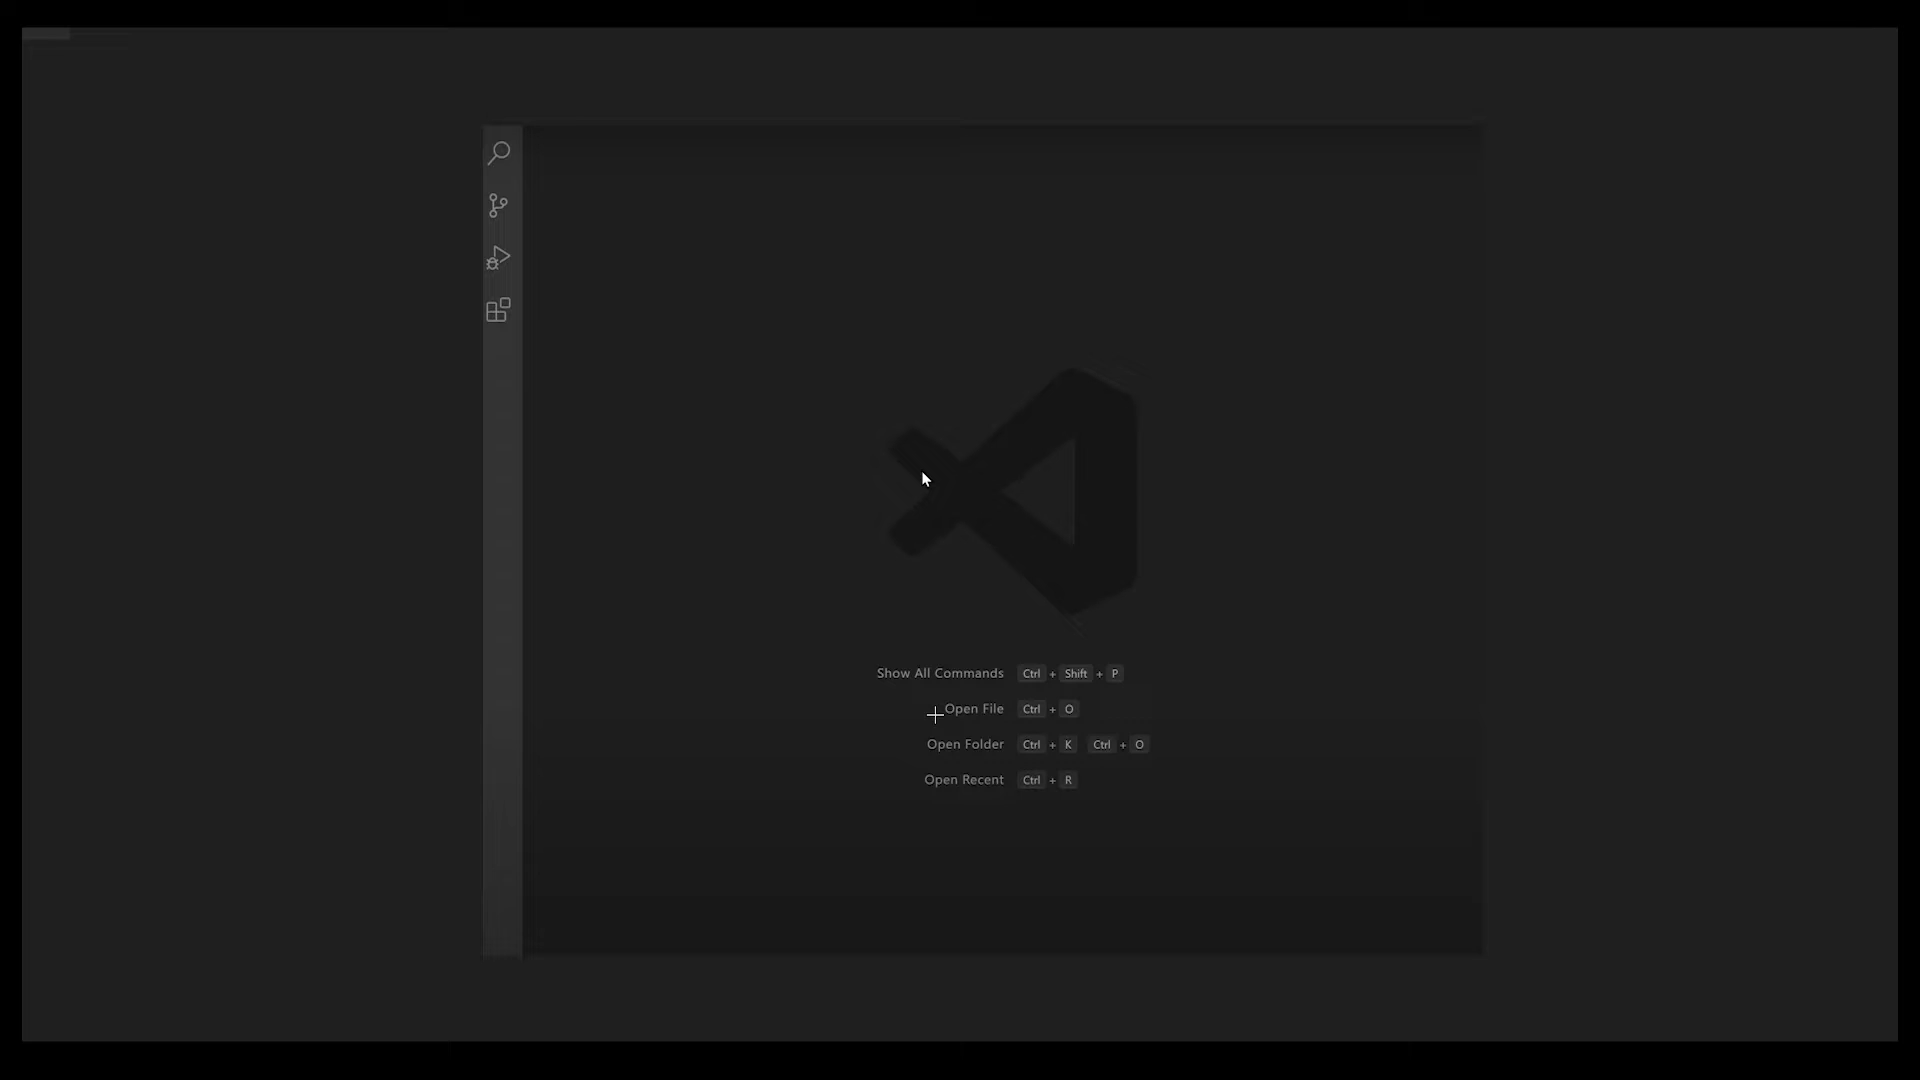 Show All Commands Ctrl + Shift + P
Open File Ctrl + O
Open Folder Ctrl + K Ctrl + O
Open Recent Ctrl + R